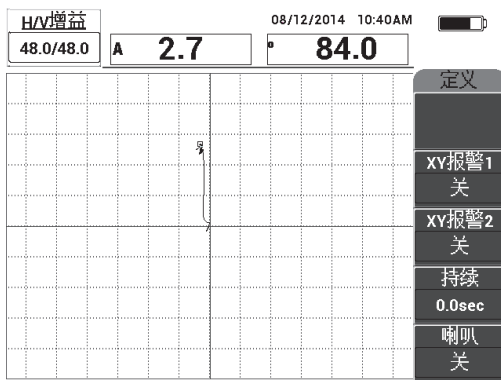 H/V增益
48.0/48.0
A 2.7
08/12/2014 10:40AM
° 84.0
定义
XY报警1
关
XY报警2
关
持续
0.0sec
喇叭
关